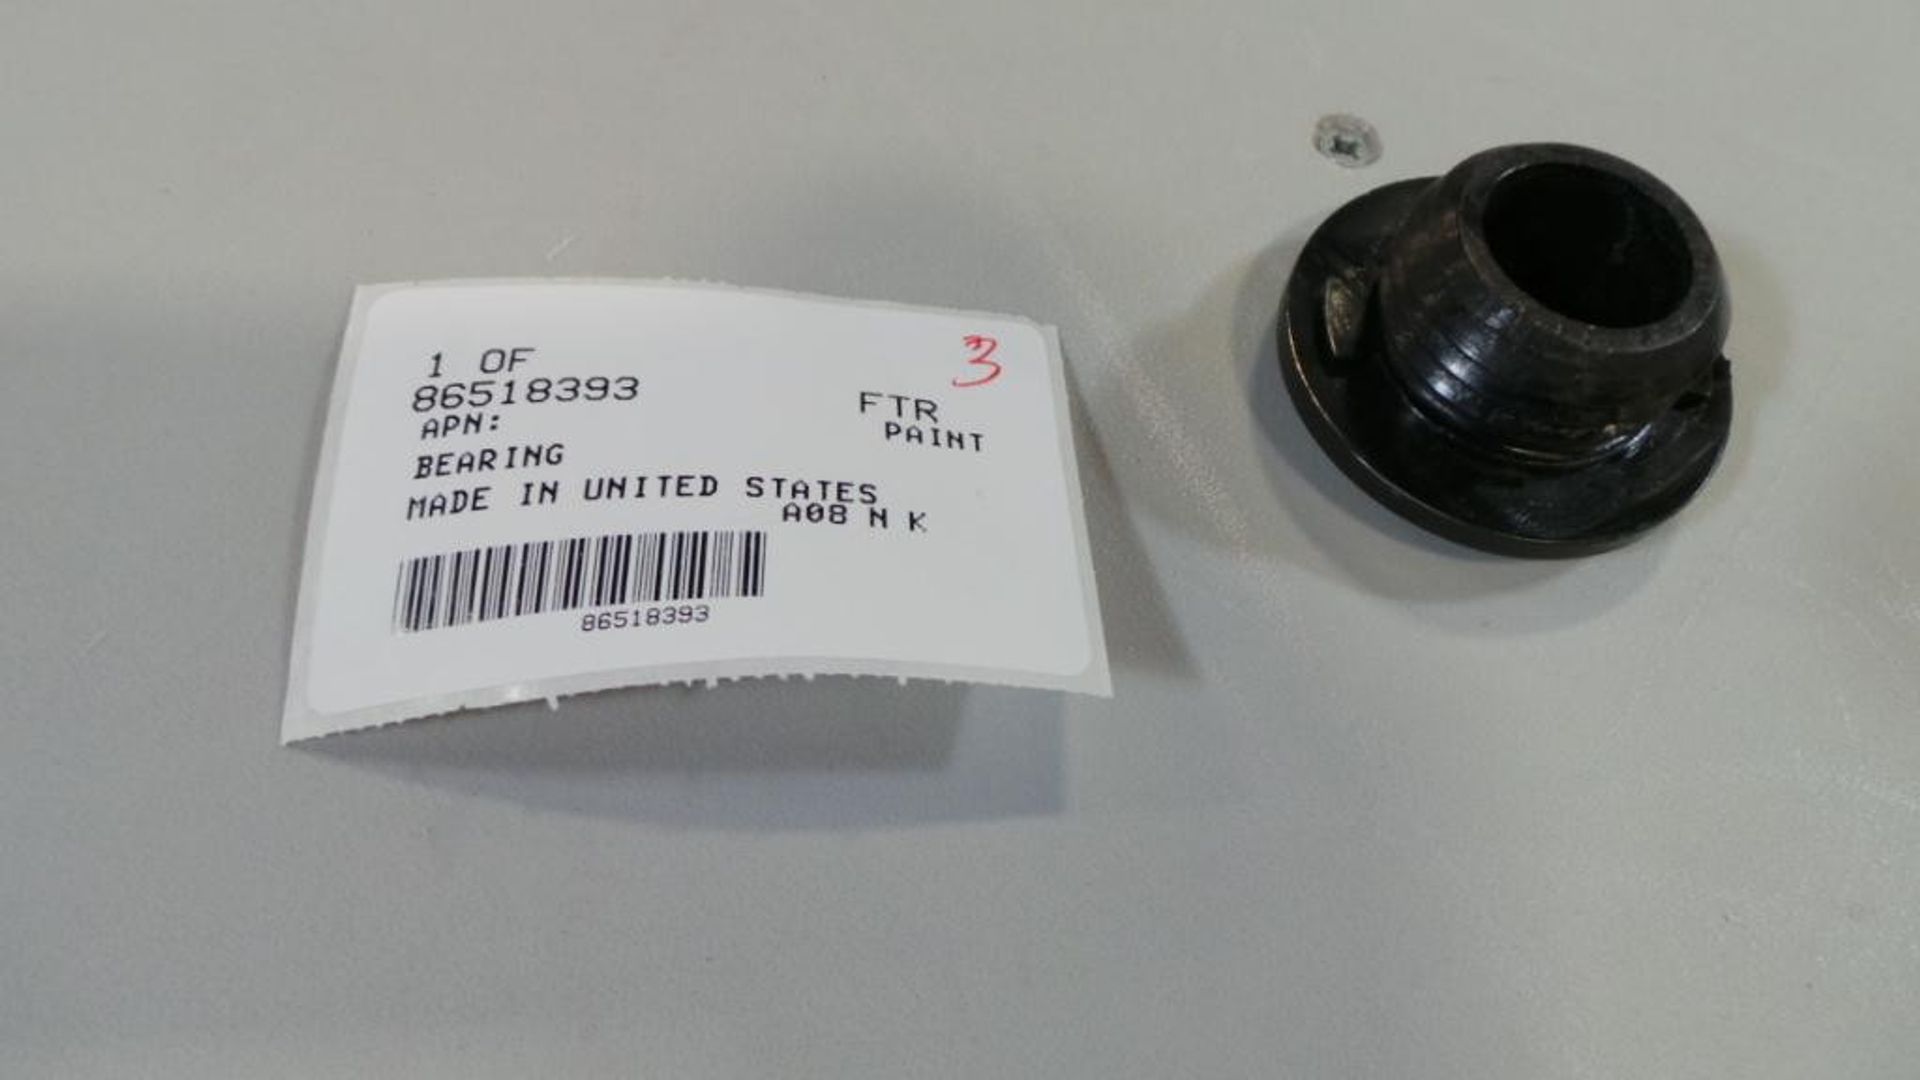 3
1 OF
86518393
FTR
APN:
PAINT
BEARING
MADE IN UNITED STATES
A08 N K
86518393